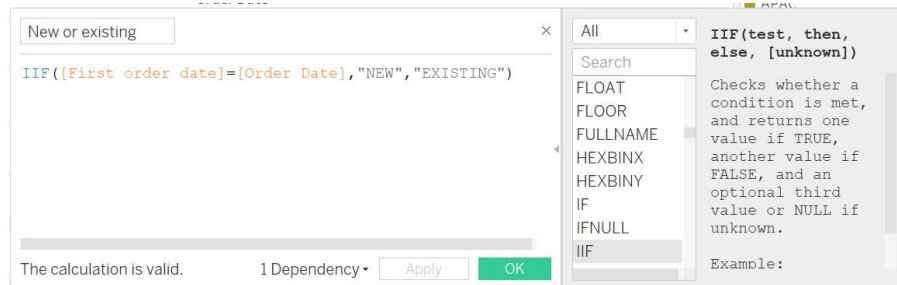 New or existing
×
IIF([First order date]=[Order Date],"NEW","EXISTING")
The calculation is valid.
1 Dependency
Apply
OK
All
Search
FLOAT
FLOOR
FULLNAME
HEXBINX
HEXBINY
IF
IFNULL
IIF
IIF(test, then,
else, [unknown])
Checks whether a
condition is met,
and returns one
value if TRUE,
another value if
FALSE, and an
optional third
value or NULL if
unknown.
Example: